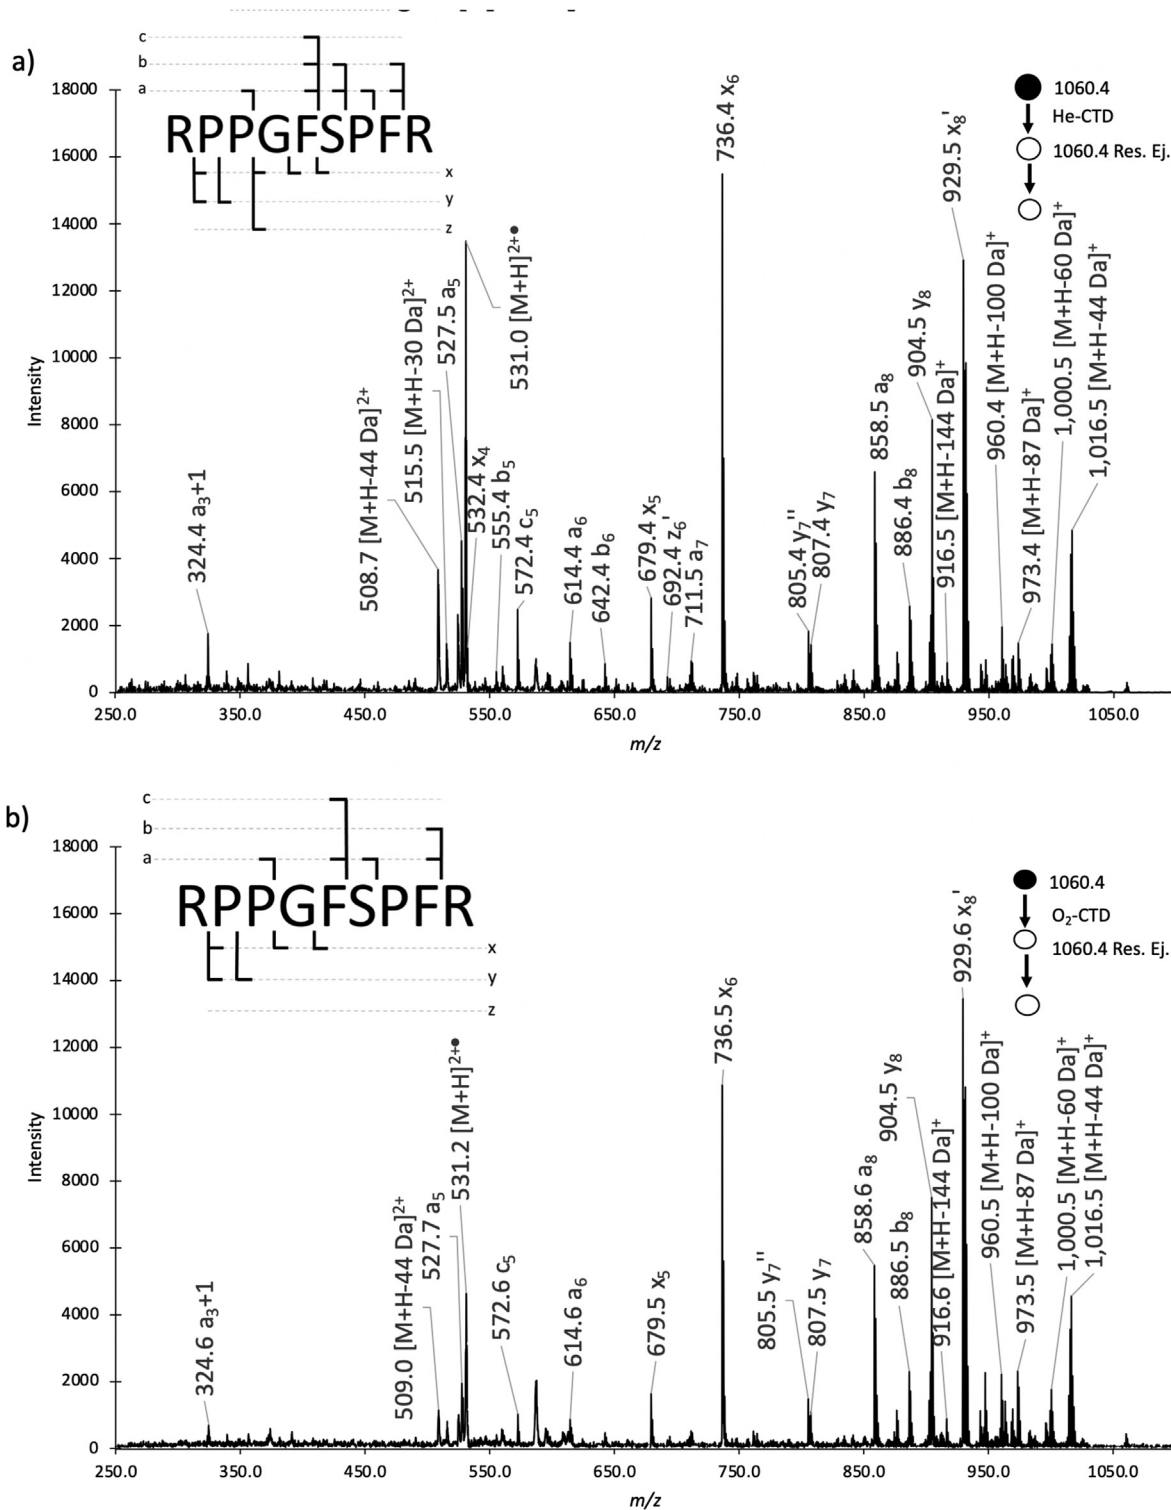 a)
c
b
a
RPPGFSPFR
x
y
z
1060.4
He-CTD
1060.4 Res. Ej.
18000
16000
14000
12000
10000
8000
6000
4000
2000
0
Intensity
324.4 a₃+1
508.7 [M+H-44 Da]²⁺
515.5 [M+H-30 Da]²⁺
527.5 a₅
531.0 [M+H]²⁺•
532.4 x₄
555.4 b₅
572.4 c₅
614.4 a₆
642.4 b₆
679.4 x₅
692.4 z₆'
711.5 a₇
736.4 x₆
805.4 y₇''
807.4 y₇
858.5 a₈
886.4 b₈
904.5 y₈
916.5 [M+H-144 Da]⁺
929.5 x₈'
960.4 [M+H-100 Da]⁺
973.4 [M+H-87 Da]⁺
1,000.5 [M+H-60 Da]⁺
1,016.5 [M+H-44 Da]⁺
250.0 350.0 450.0 550.0 650.0 750.0 850.0 950.0 1050.0
m/z
b)
c
b
a
RPPGFSPFR
x
y
z
1060.4
O₂-CTD
1060.4 Res. Ej.
18000
16000
14000
12000
10000
8000
6000
4000
2000
0
Intensity
324.6 a₃+1
509.0 [M+H-44 Da]²⁺
527.7 a₅
531.2 [M+H]²⁺•
572.6 c₅
614.6 a₆
679.5 x₅
736.5 x₆
805.5 y₇''
807.5 y₇
858.6 a₈
886.5 b₈
904.5 y₈
916.6 [M+H-144 Da]⁺
929.6 x₈'
960.5 [M+H-100 Da]⁺
973.5 [M+H-87 Da]⁺
1,000.5 [M+H-60 Da]⁺
1,016.5 [M+H-44 Da]⁺
250.0 350.0 450.0 550.0 650.0 750.0 850.0 950.0 1050.0
m/z